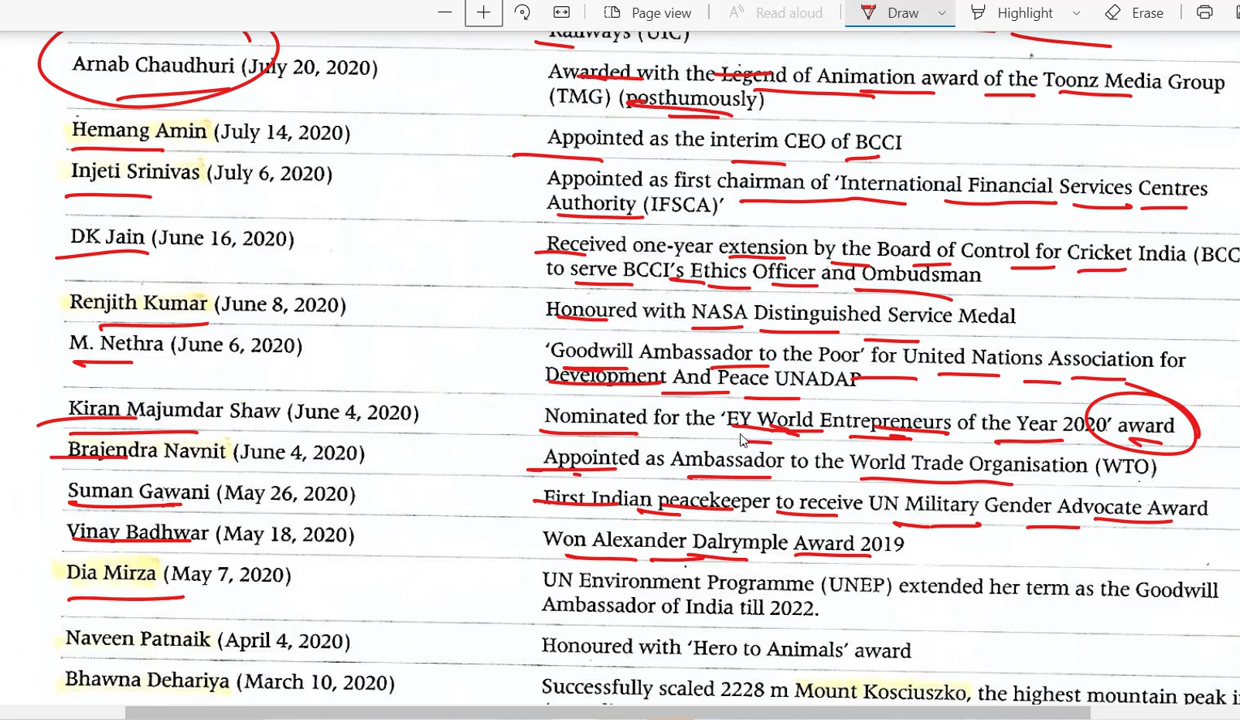 Page view
Read aloud
Draw
Highlight
Erase
Railways (UIC)
Arnab Chaudhuri (July 20, 2020) Awarded with the Legend of Animation award of the Toonz Media Group
(TMG) (posthumously)
Hemang Amin (July 14, 2020) Appointed as the interim CEO of BCCI
Injeti Srinivas (July 6, 2020) Appointed as first chairman of 'International Financial Services Centres
Authority (IFSCA)'
DK Jain (June 16, 2020) Received one-year extension by the Board of Control for Cricket India (BCC
to serve BCCI's Ethics Officer and Ombudsman
Renjith Kumar (June 8, 2020) Honoured with NASA Distinguished Service Medal
M. Nethra (June 6, 2020) 'Goodwill Ambassador to the Poor' for United Nations Association for
Development And Peace UNADAP
Kiran Majumdar Shaw (June 4, 2020) Nominated for the 'EY World Entrepreneurs of the Year 2020' award
Brajendra Navnit (June 4, 2020) Appointed as Ambassador to the World Trade Organisation (WTO)
Suman Gawani (May 26, 2020) First Indian peacekeeper to receive UN Military Gender Advocate Award
Vinay Badhwar (May 18, 2020) Won Alexander Dalrymple Award 2019
Dia Mirza (May 7, 2020) UN Environment Programme (UNEP) extended her term as the Goodwill
Ambassador of India till 2022.
Naveen Patnaik (April 4, 2020) Honoured with 'Hero to Animals' award
Bhawna Dehariya (March 10, 2020) Successfully scaled 2228 m Mount Kosciuszko, the highest mountain peak i